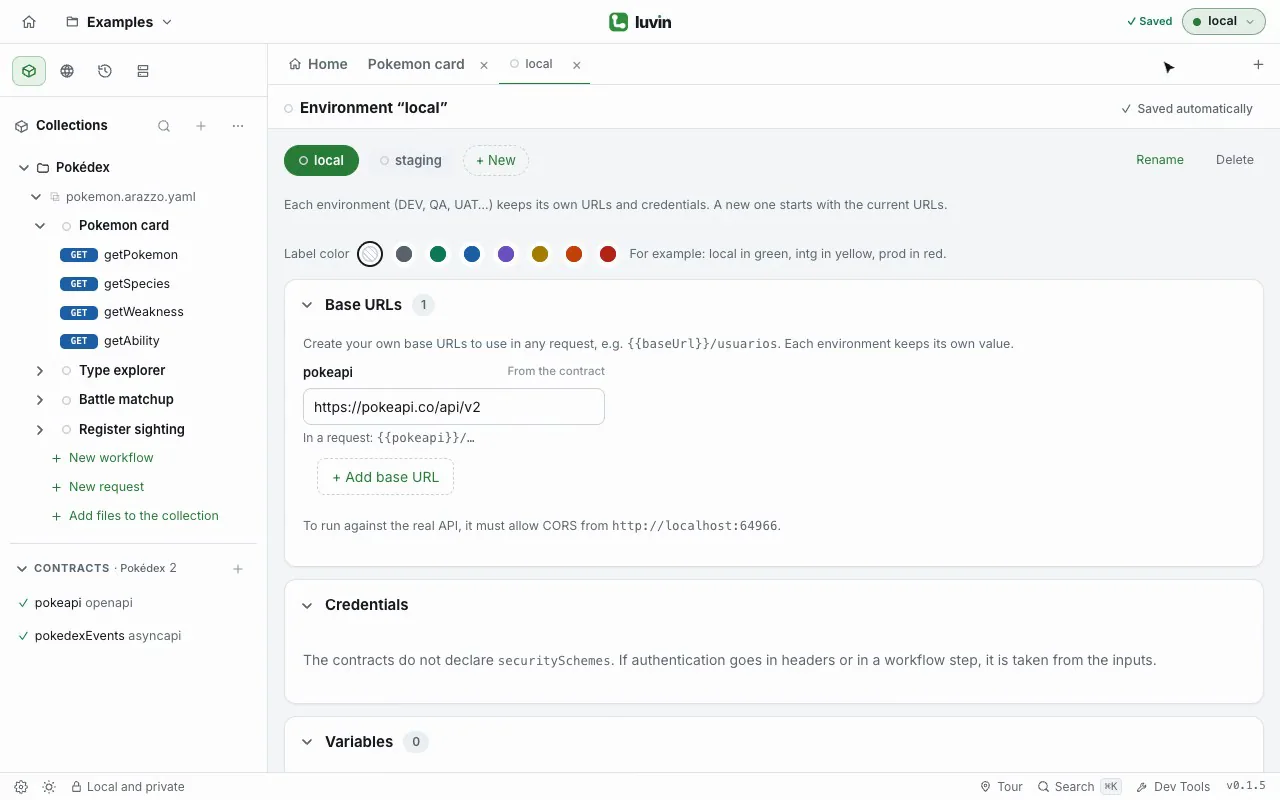 Examples
luvin
Saved
local
Home
Pokemon card
local
Collections
Environment “local”
Saved automatically
Pokédex
local
staging
+ New
Rename
Delete
pokemon.arazzo.yaml
Each environment (DEV, QA, UAT…) keeps its own URLs and credentials. A new one starts with the current URLs.
Pokemon card
GET getPokemon
Label color
For example: local in green, intg in yellow, prod in red.
GET getSpecies
GET getWeakness
GET getAbility
Base URLs 1
Create your own base URLs to use in any request, e.g. {{baseUrl}}/usuarios. Each environment keeps its own value.
Type explorer
pokeapi
From the contract
Battle matchup
https://pokeapi.co/api/v2
Register sighting
In a request: {{pokeapi}}/…
+ New workflow
+ Add base URL
+ New request
+ Add files to the collection
To run against the real API, it must allow CORS from http://localhost:64966.
CONTRACTS · Pokédex 2
pokeapi openapi
Credentials
pokedexEvents asyncapi
The contracts do not declare securitySchemes. If authentication goes in headers or in a workflow step, it is taken from the inputs.
Variables 0
Local and private
Tour
Search ⌘K
Dev Tools
v0.1.5